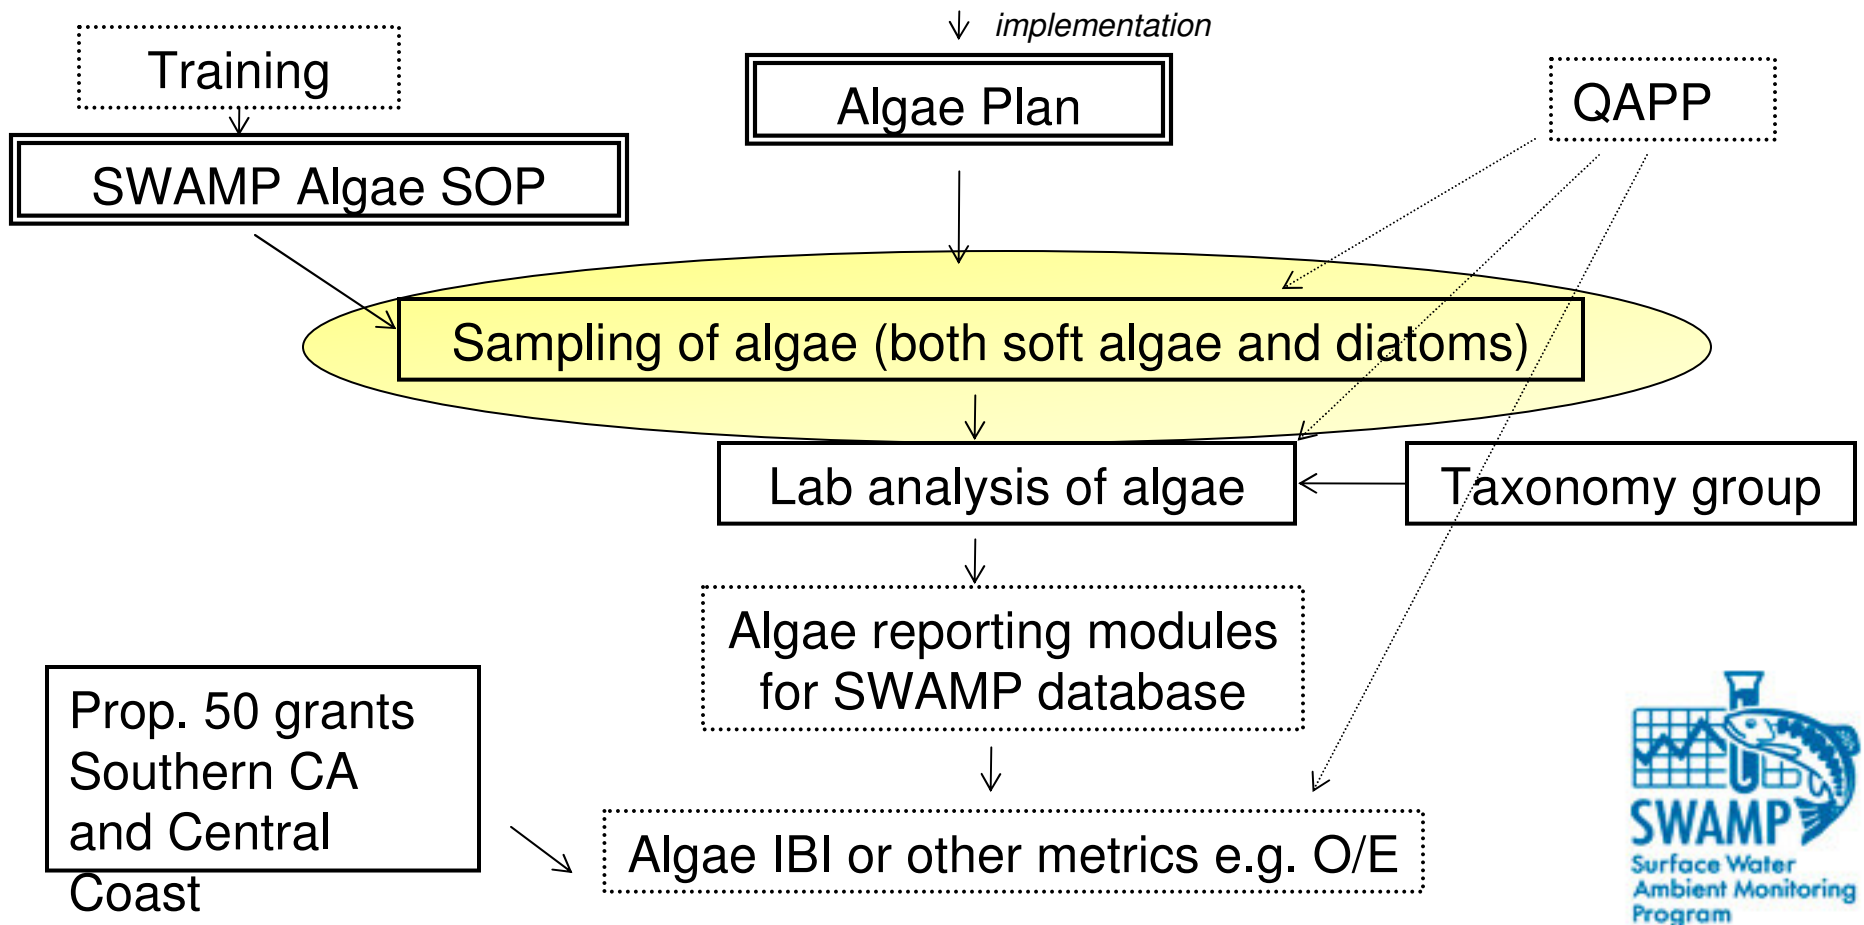 implementation
Training
Algae Plan
QAPP
SWAMP Algae SOP
Sampling of algae (both soft algae and diatoms)
Lab analysis of algae
Taxonomy group
Algae reporting modules
for SWAMP database
Prop. 50 grants
Southern CA
and Central
Coast
Algae IBI or other metrics e.g. O/E
SWAMP
Surface Water
Ambient Monitoring
Program